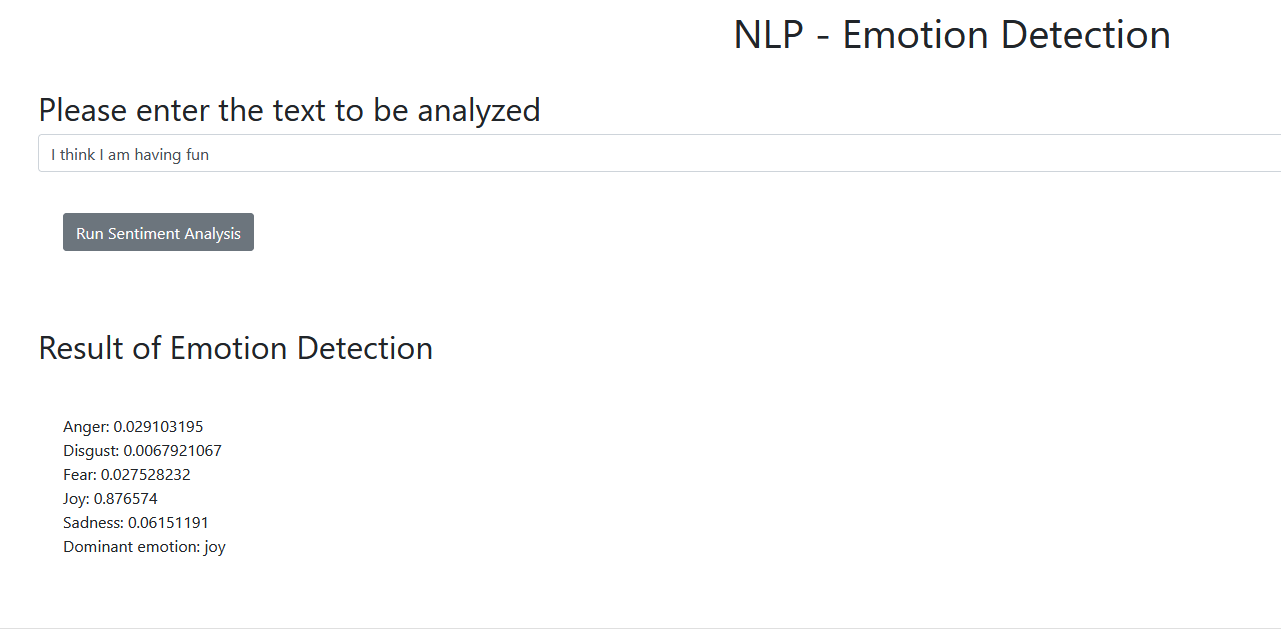 NLP - Emotion Detection
Please enter the text to be analyzed
I think I am having fun
Run Sentiment Analysis
Result of Emotion Detection
Anger: 0.029103195
Disgust: 0.0067921067
Fear: 0.027528232
Joy: 0.876574
Sadness: 0.06151191
Dominant emotion: joy